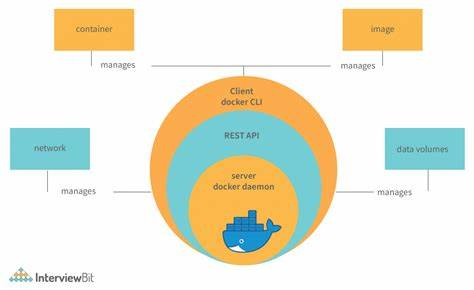 container
image
manages
manages
Client
docker CLI
REST API
network
data volumes
server
docker daemon
manages
manages
InterviewBit